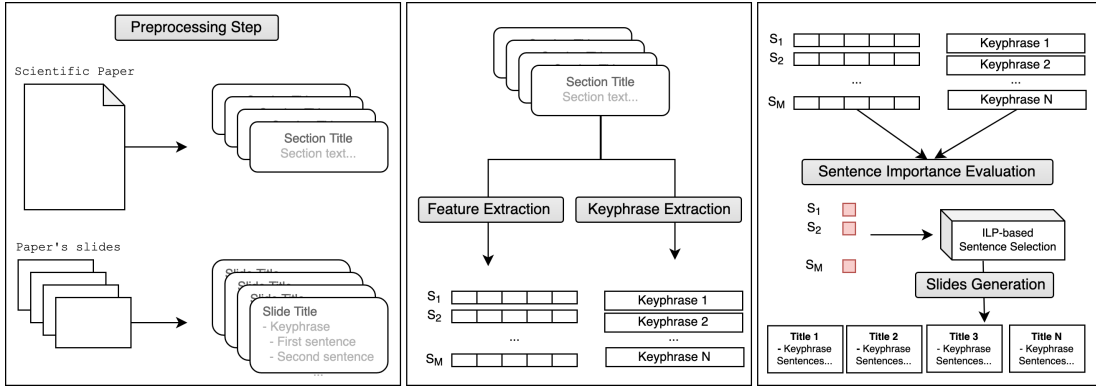 Preprocessing Step
Scientific Paper
Section Title
Section text...
Paper's slides
Slide Title
Slide Title
Slide Title
Slide Title
- Keyphrase
- First sentence
- Second sentence
...
Section Title
Section text...
Feature Extraction
Keyphrase Extraction
S1
Keyphrase 1
S2
Keyphrase 2
...
...
SM
Keyphrase N
S1
Keyphrase 1
S2
Keyphrase 2
...
...
SM
Keyphrase N
Sentence Importance Evaluation
S1
S2
SM
ILP-based
Sentence Selection
Slides Generation
Title 1
- Keyphrase
Sentences...
Title 2
- Keyphrase
Sentences...
Title 3
- Keyphrase
Sentences...
Title N
- Keyphrase
Sentences...